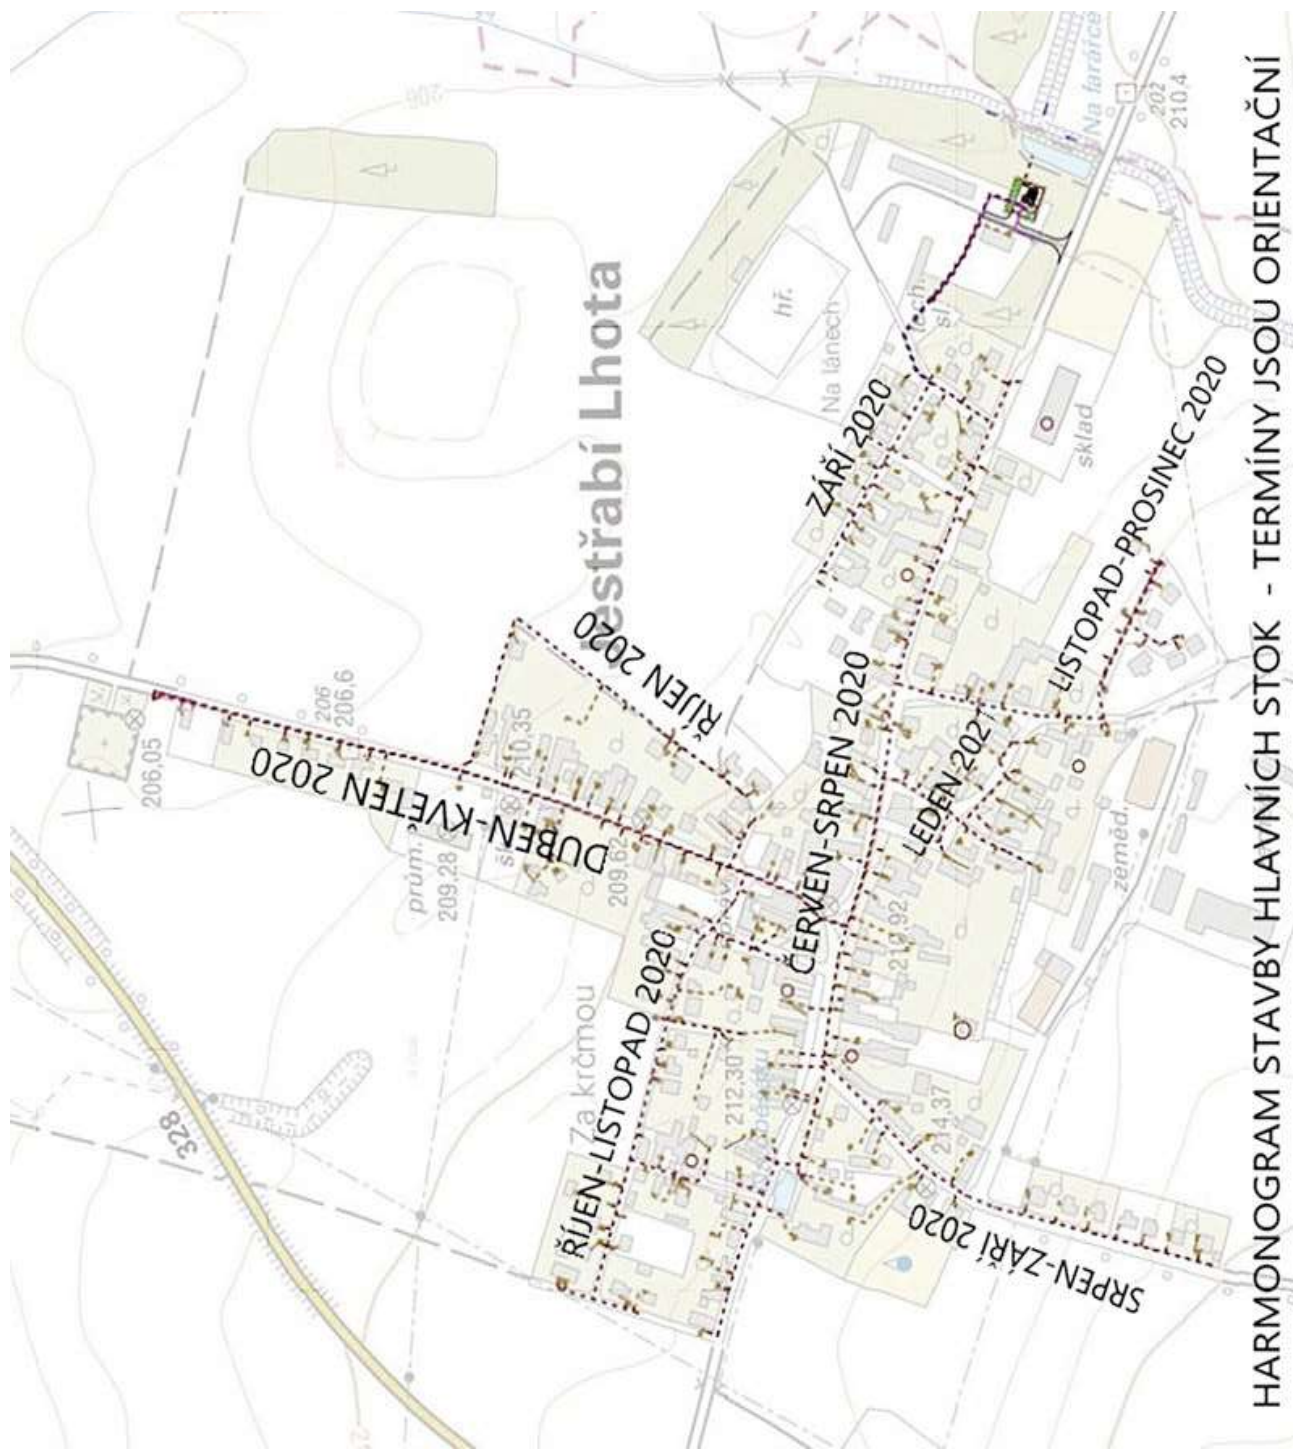 HARMONOGRAM STAVBY HLAVNÍCH STOK - TERMÍNY JSOU ORIENTAČNÍ
DUBEN-KVĚTEN 2020
ŘÍJEN 2020
ŘÍJEN-LISTOPAD 2020
ČERVEN-SRPEN 2020
ZÁŘÍ 2020
LISTOPAD-PROSINEC 2020
LEDEN 2021
SRPEN-ZÁŘÍ 2020
estřabí Lhota
Za krčmou
Na lánech
Na farářce
hř.
sklad
zeměd.
prům.
328
206
206,05
206
206,6
210,35
209,28
209,62
212,30
210,92
214,37
202
210,4